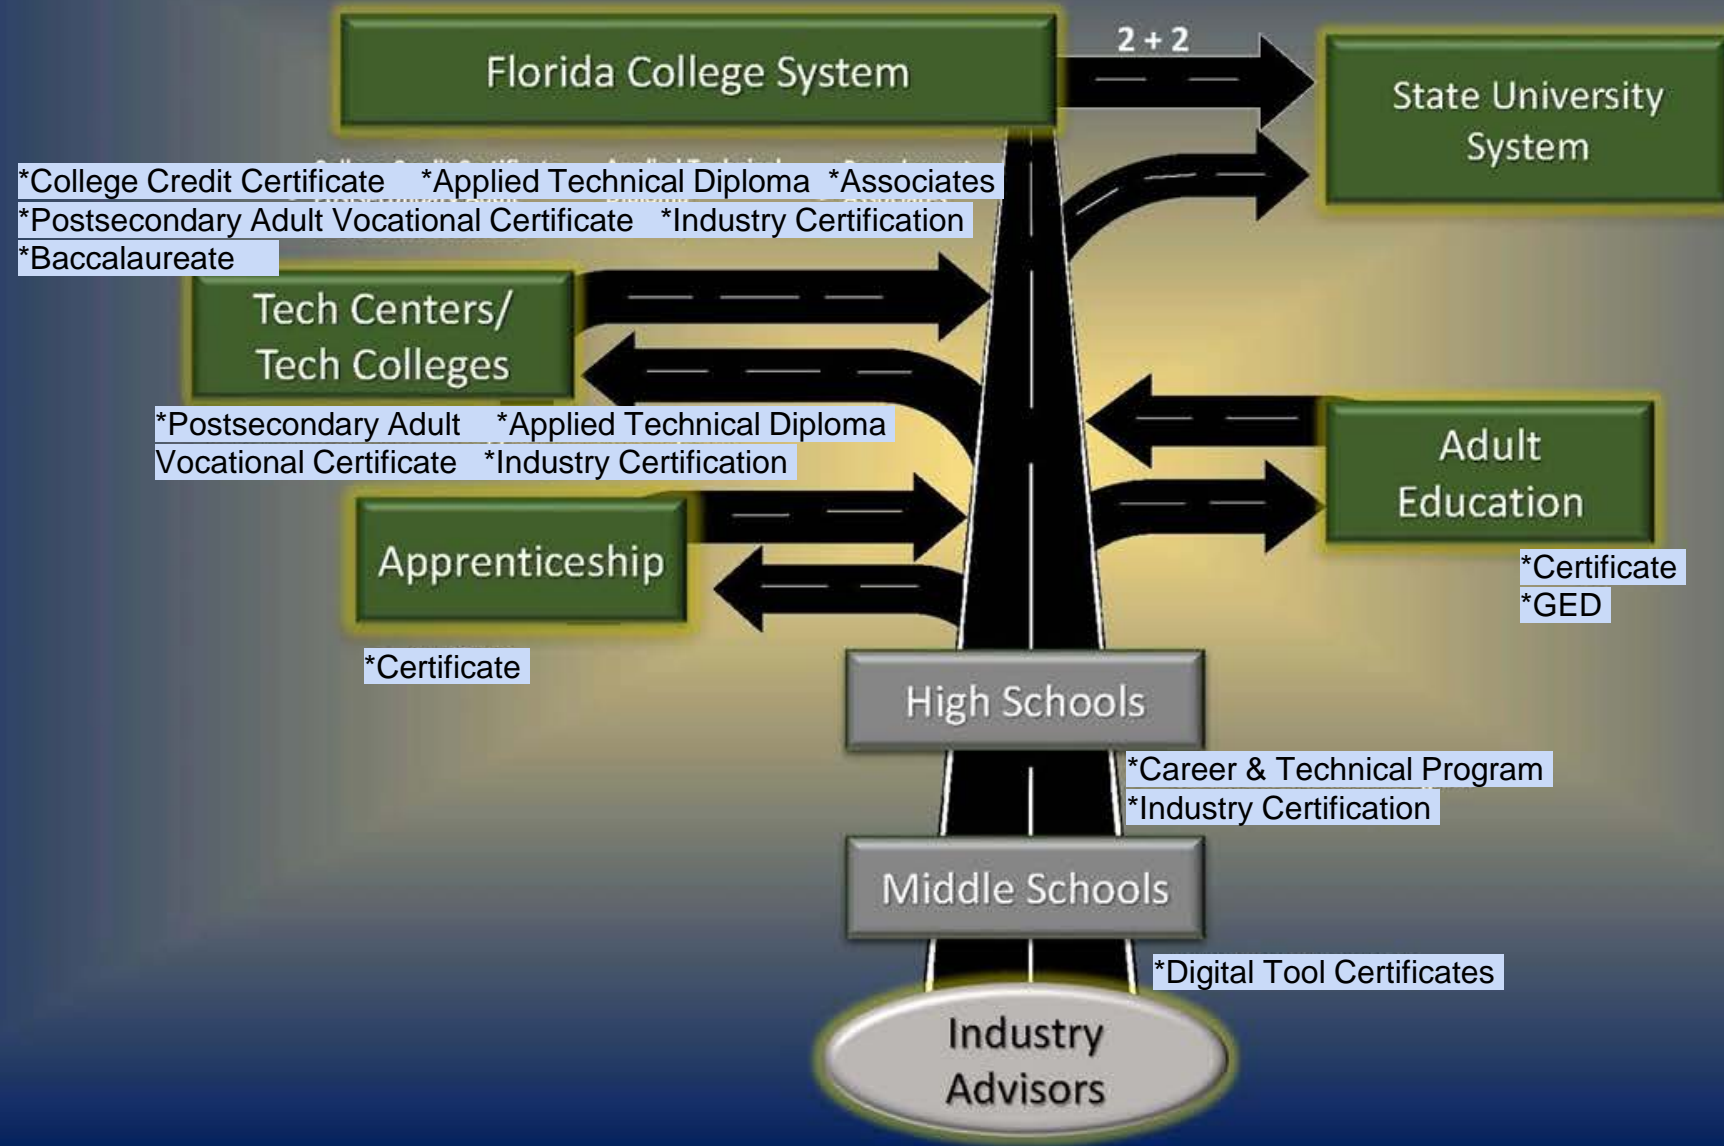 2 + 2
Florida College System
State University
System
*College Credit Certificate *Applied Technical Diploma *Associates
*Postsecondary Adult Vocational Certificate *Industry Certification
*Baccalaureate
Tech Centers/
Tech Colleges
*Postsecondary Adult *Applied Technical Diploma
Vocational Certificate *Industry Certification
Adult
Education
*Certificate
*GED
Apprenticeship
*Certificate
High Schools
*Career & Technical Program
*Industry Certification
Middle Schools
*Digital Tool Certificates
Industry
Advisors